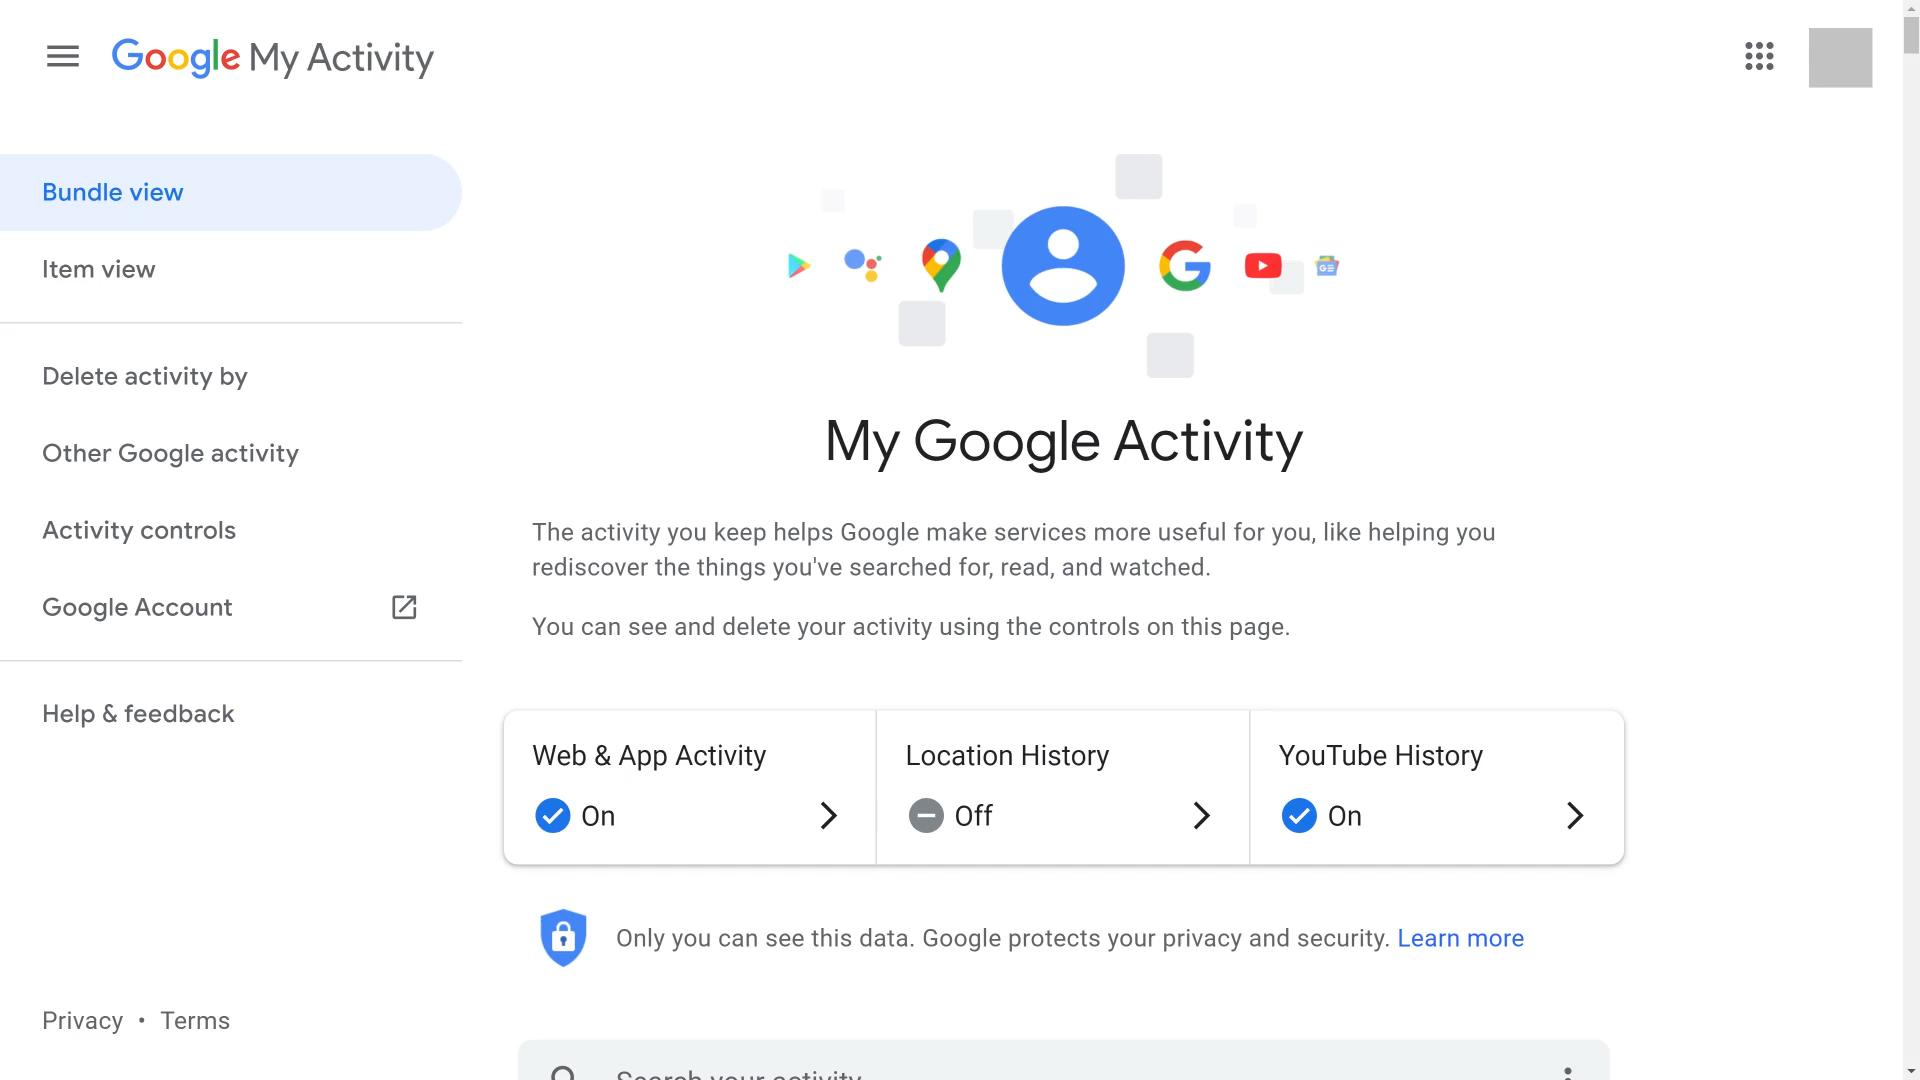 Google My Activity
Bundle view
Item view
Delete activity by
Other Google activity
Activity controls
Google Account
Help & feedback
Privacy • Terms
My Google Activity
The activity you keep helps Google make services more useful for you, like helping you
rediscover the things you've searched for, read, and watched.
You can see and delete your activity using the controls on this page.
Web & App Activity
On
Location History
Off
YouTube History
On
Only you can see this data. Google protects your privacy and security. Learn more
Search your activity